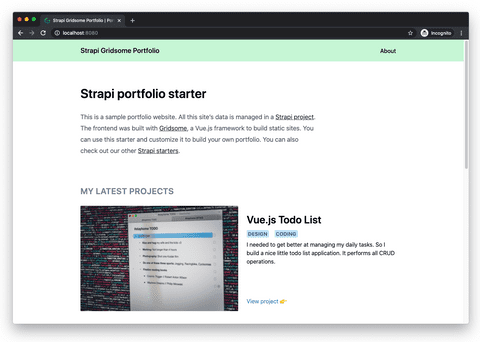 Strapi Gridsome Portfolio | Po
localhost:8080
Incognito
Strapi Gridsome Portfolio
About
Strapi portfolio starter
This is a sample portfolio website. All this site's data is managed in a Strapi project.
The frontend was built with Gridsome, a Vue.js framework to build static sites. You
can use this starter and customize it to build your own portfolio. You can also
check out our other Strapi starters.
MY LATEST PROJECTS
Vue.js Todo List
DESIGN CODING
I needed to get better at managing my daily tasks. So I
build a nice little todo list application. It performs all CRUD
operations.
View project 👉